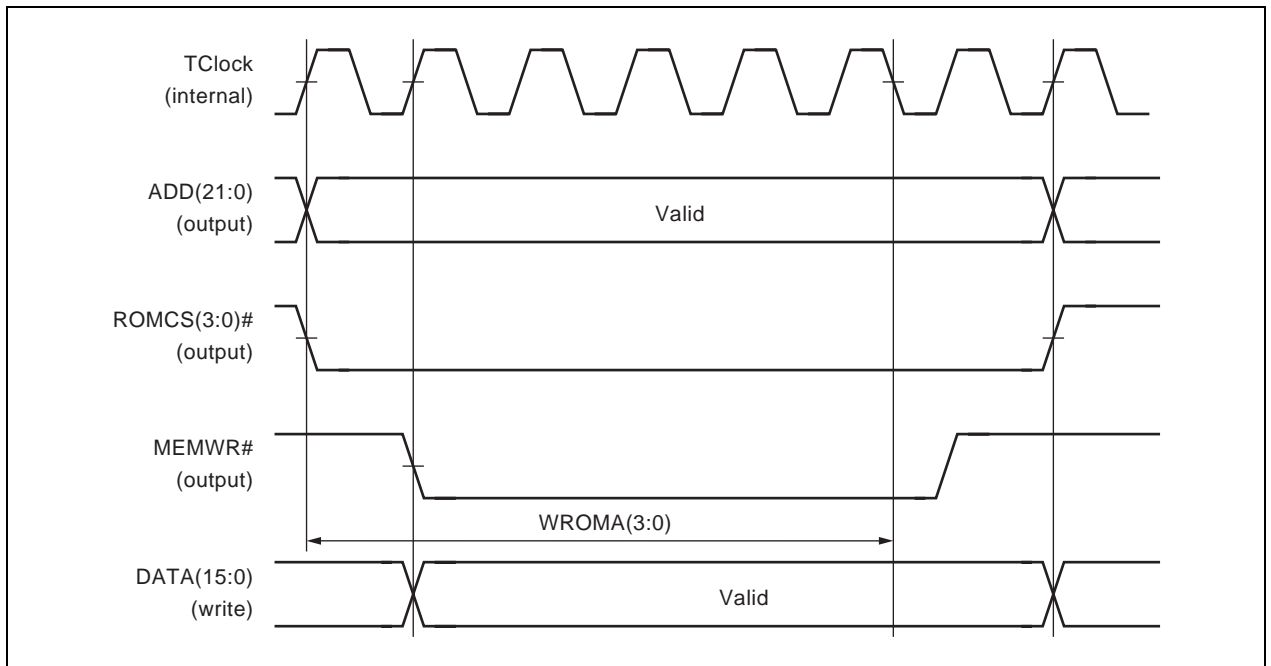 TClock
(internal)
ADD(21:0)
(output)
Valid
ROMCS(3:0)#
(output)
MEMWR#
(output)
WROMA(3:0)
DATA(15:0)
(write)
Valid